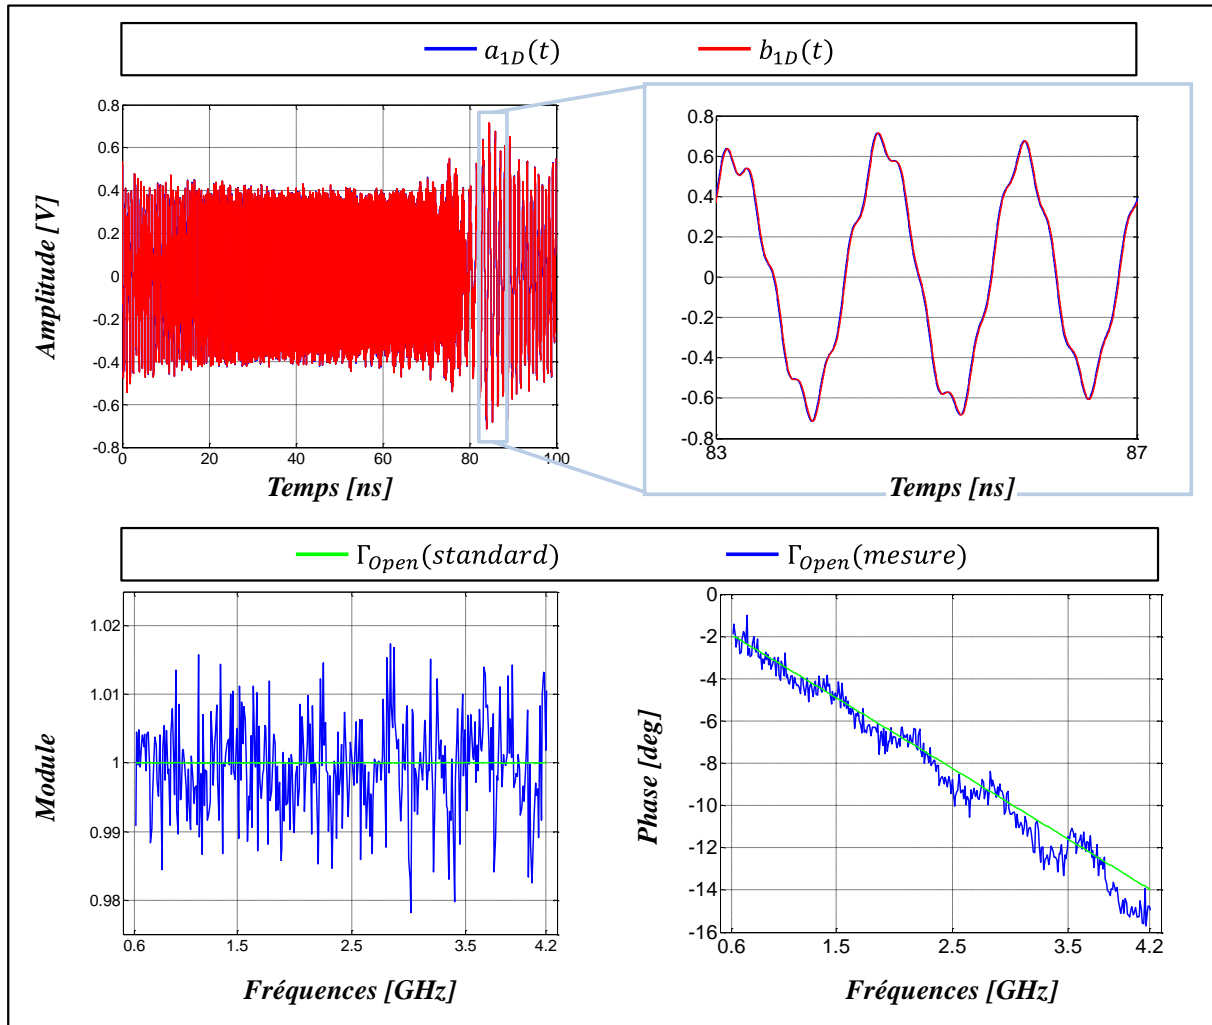 a1D(t) b1D(t)
Amplitude [V]
0.8
0.6
0.4
0.2
0
-0.2
-0.4
-0.6
-0.8
0 20 40 60 80 100
Temps [ns]
0.8
0.6
0.4
0.2
0
-0.2
-0.4
-0.6
-0.8
83 87
Temps [ns]
ΓOpen(standard) ΓOpen(mesure)
Module
1.02
1.01
1
0.99
0.98
0.6 1.5 2.5 3.5 4.2
Fréquences [GHz]
Phase [deg]
0
-2
-4
-6
-8
-10
-12
-14
-16
0.6 1.5 2.5 3.5 4.2
Fréquences [GHz]